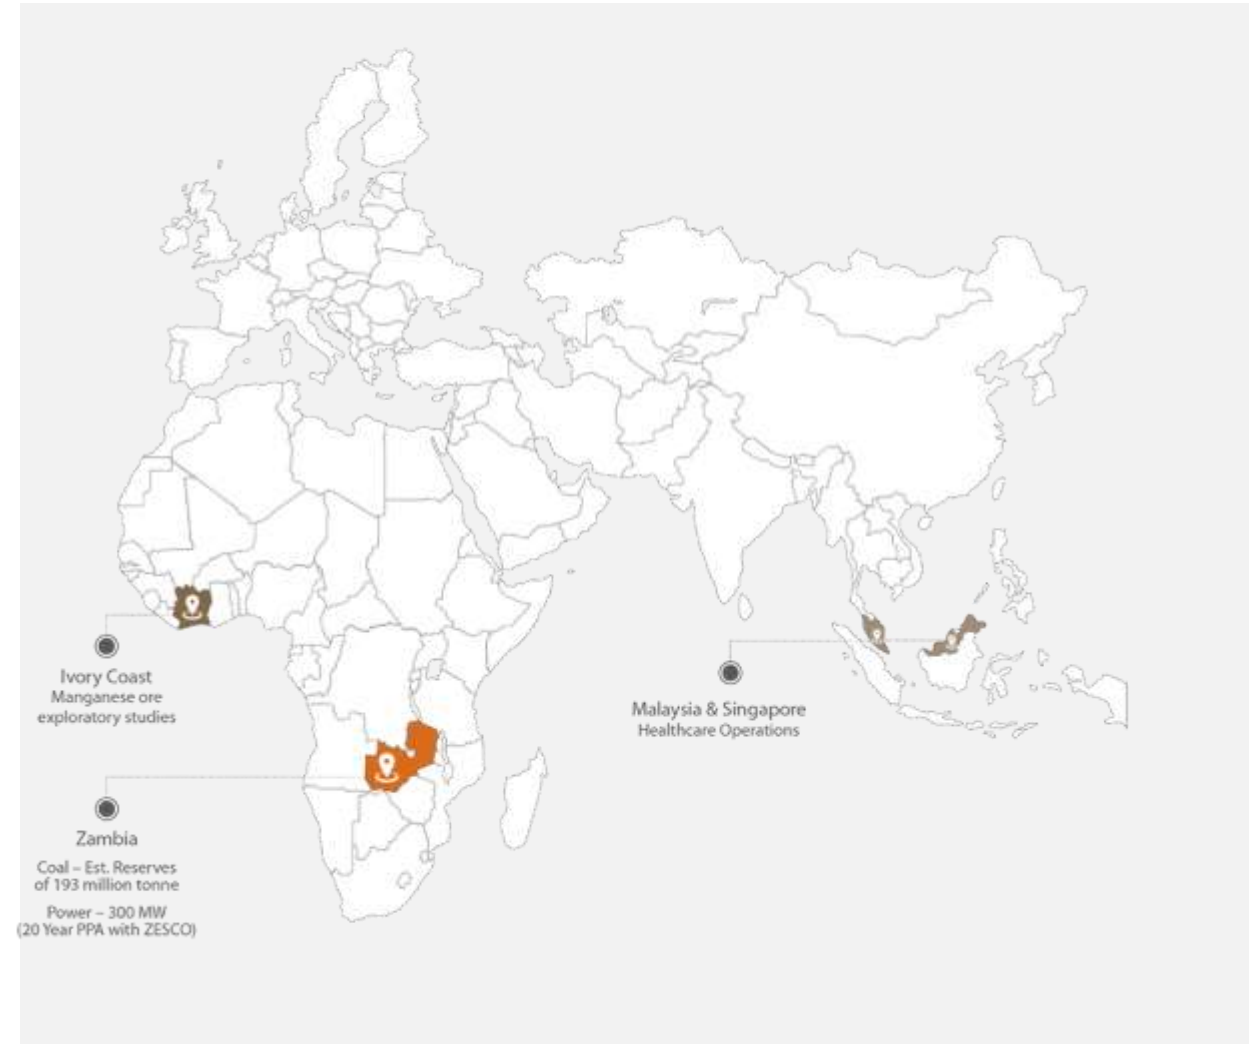 Ivory Coast
Manganese ore
exploratory studies
Malaysia & Singapore
Healthcare Operations
Zambia
Coal – Est. Reserves
of 193 million tonne
Power – 300 MW
(20 Year PPA with ZESCO)